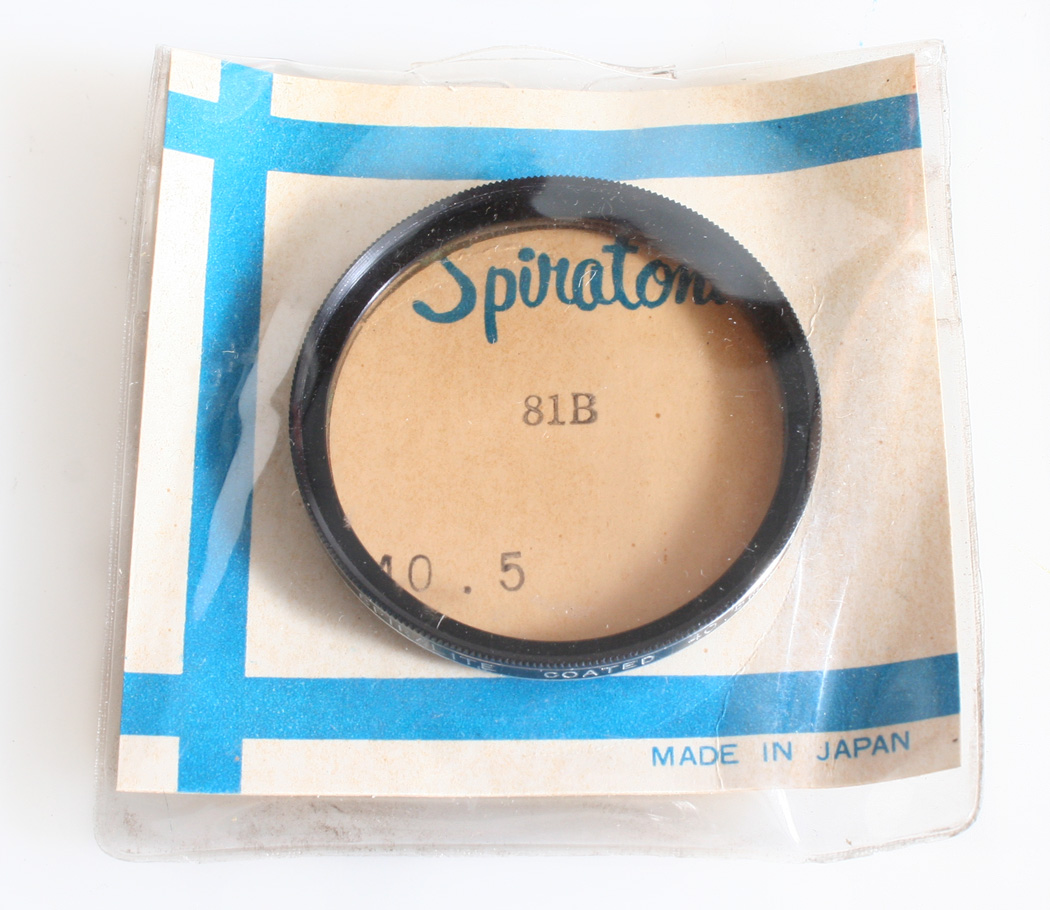 Spiraton
81B
40.5
COATED
MADE IN JAPAN